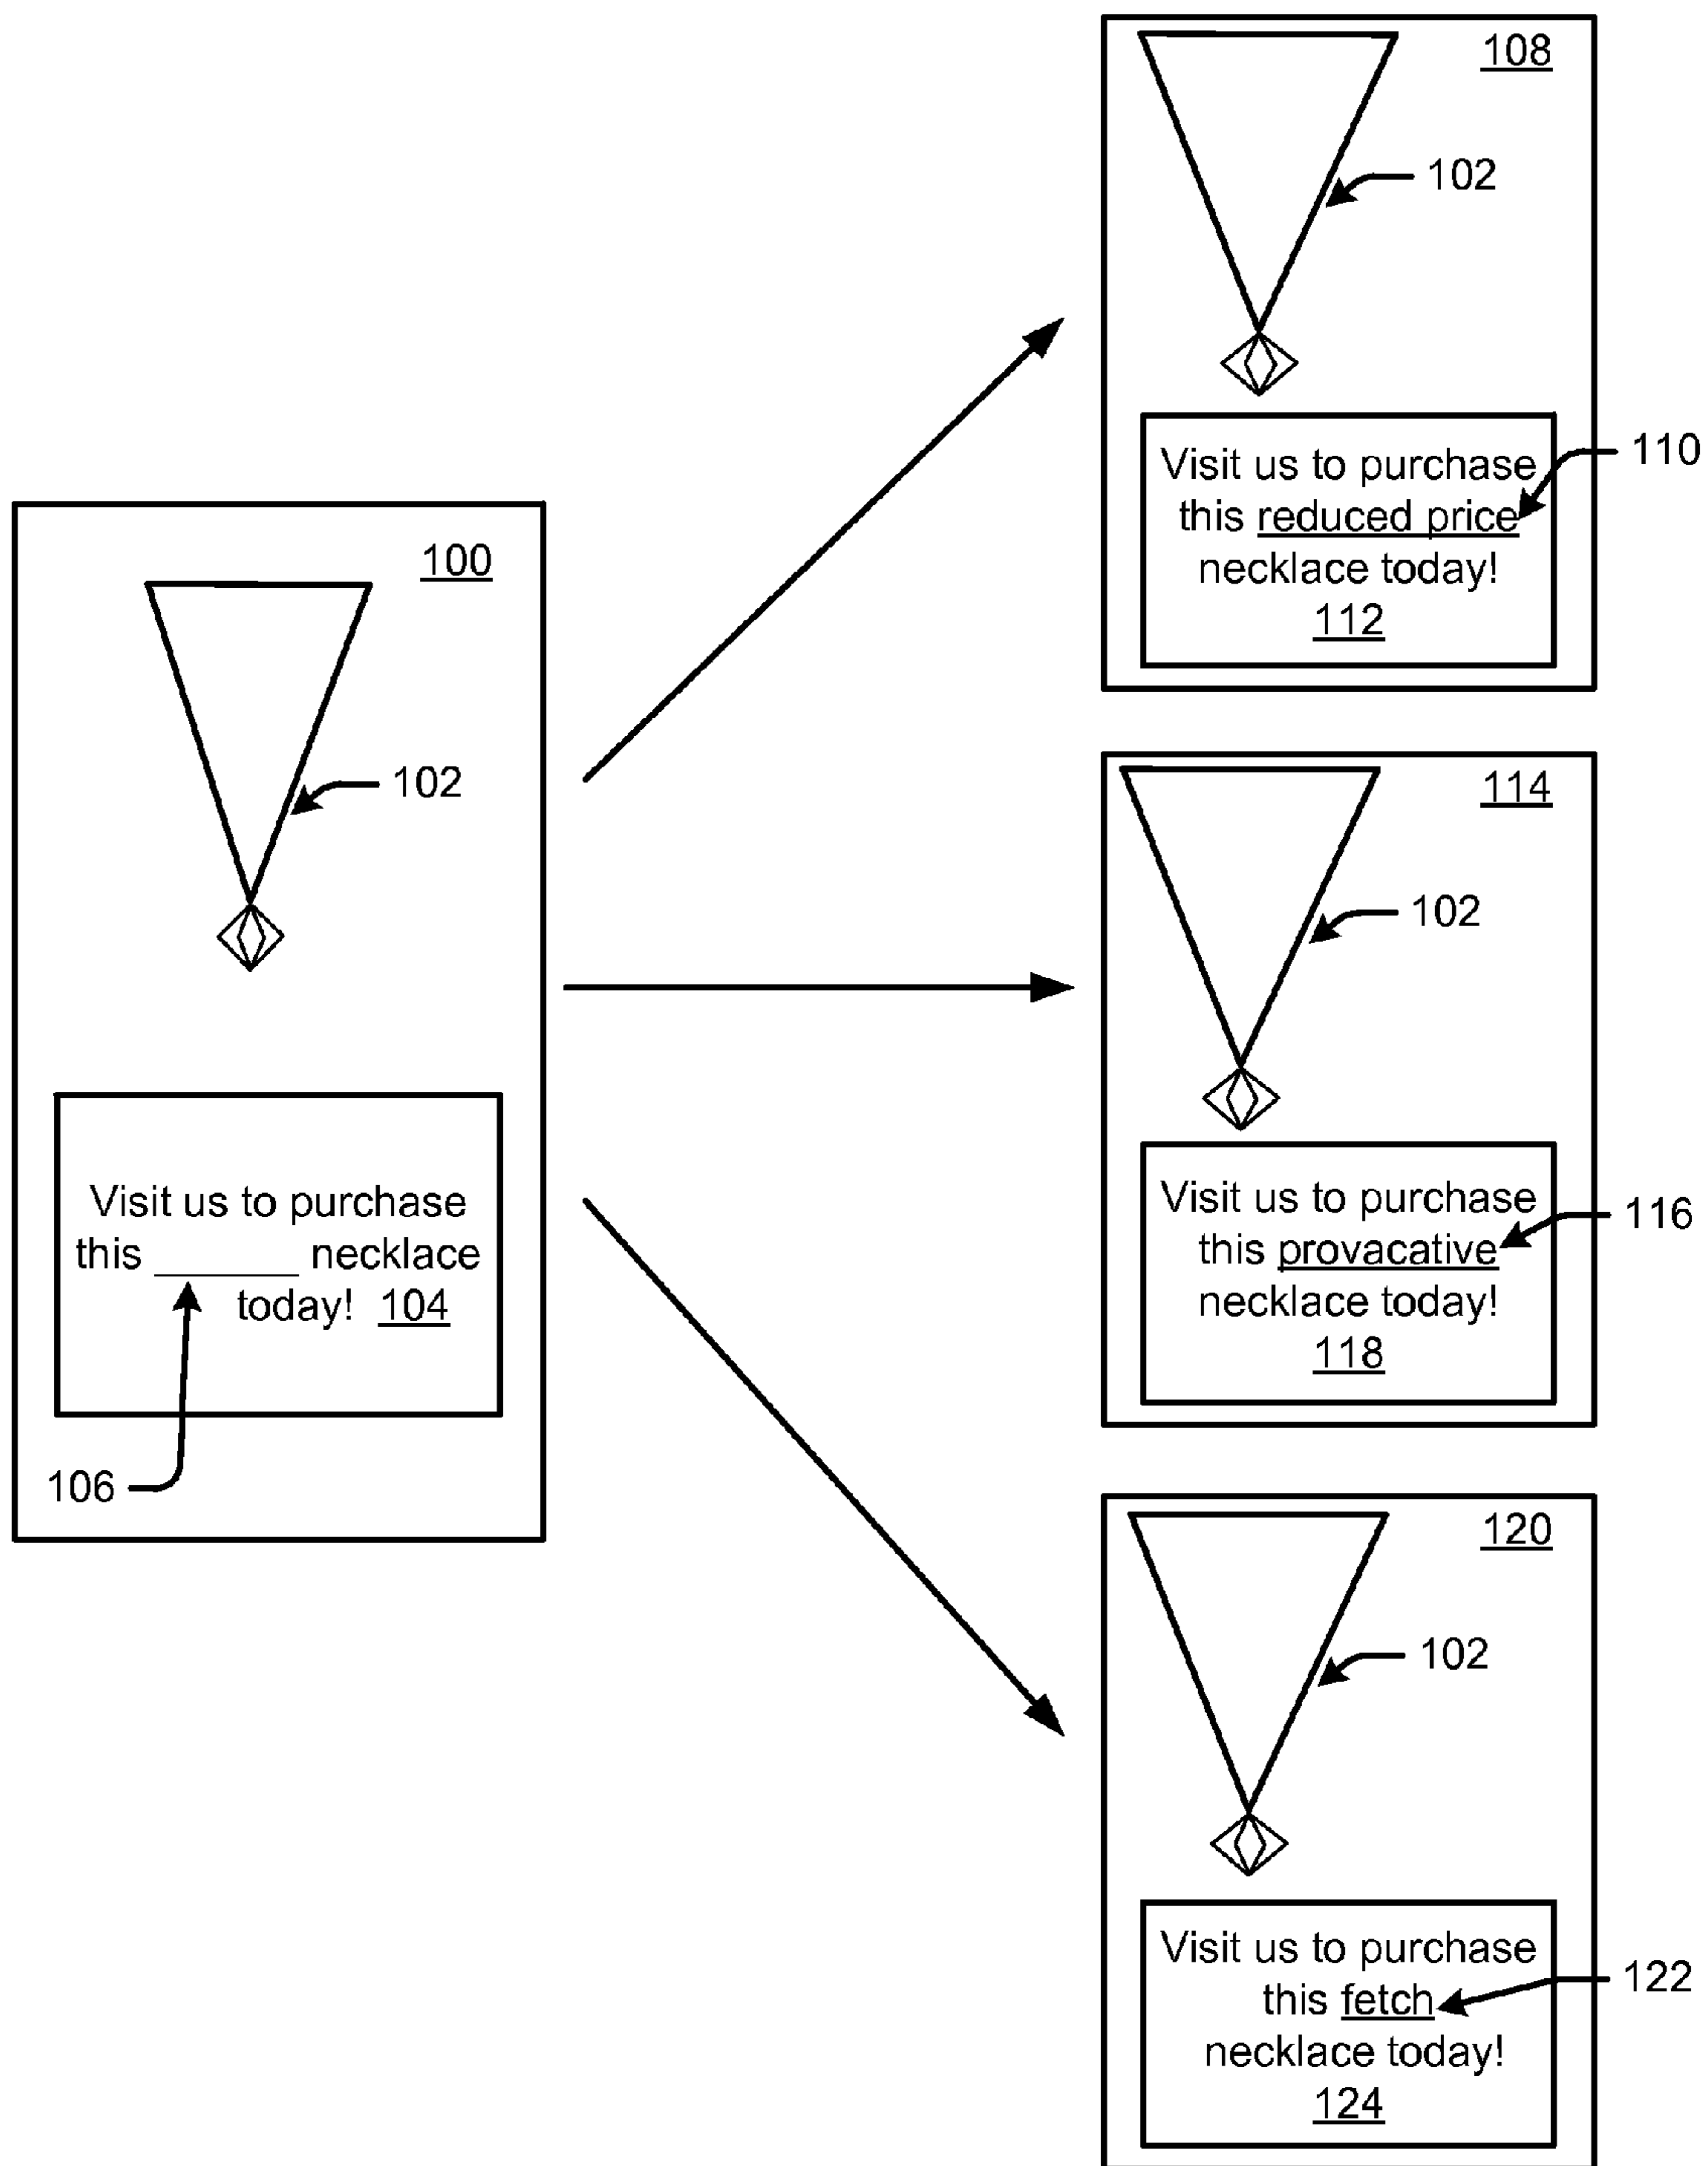 100
102
Visit us to purchase
this ______ necklace
today! 104
106
108
102
Visit us to purchase
this reduced price
necklace today!
112
110
114
102
Visit us to purchase
this provacative
necklace today!
118
116
120
102
Visit us to purchase
this fetch
necklace today!
124
122